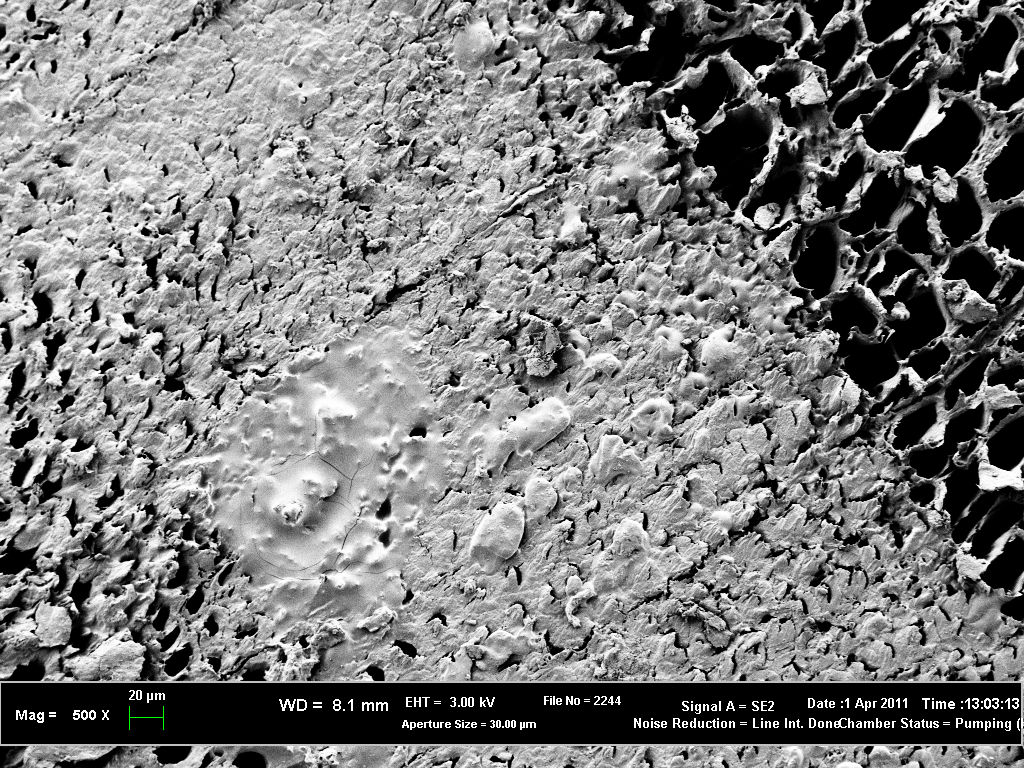 Mag = 500 X
20 µm
WD = 8.1 mm
EHT = 3.00 kV
Aperture Size = 30.00 µm
File No = 2244
Signal A = SE2
Noise Reduction = Line Int. Done
Date :1 Apr 2011
Time :13:03:13
Chamber Status = Pumping (